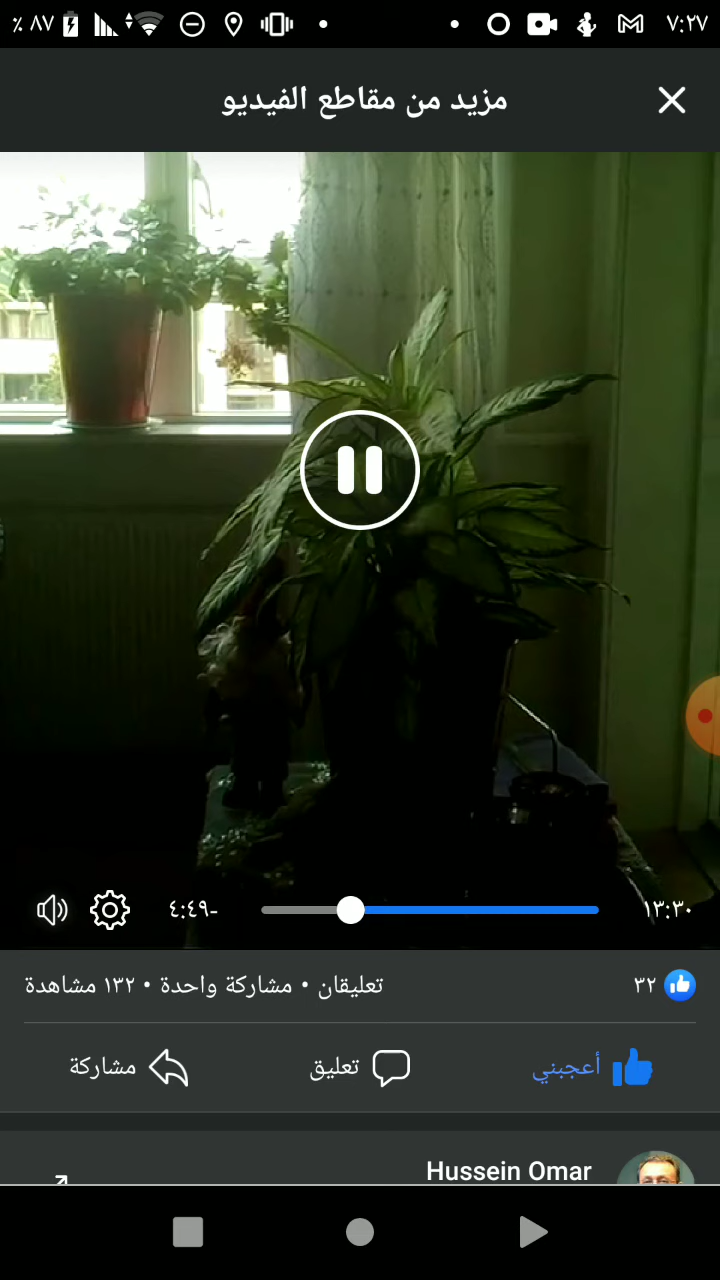 ٪ ٨٧
٧:٢٧
مزيد من مقاطع الفيديو
١٣:٣٠
-٤:٤٩
٣٢
تعليقان • مشاركة واحدة • ١٣٢ مشاهدة
أعجبني
تعليق
مشاركة
Hussein Omar